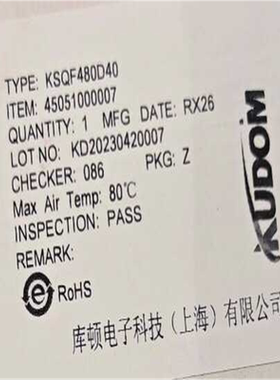 TYPE: KSQF480D40
ITEM: 45051000007
QUANTITY: 1 MFG DATE: RX26
LOT NO: KD20230420007
CHECKER: 086 PKG: Z
Max Air Temp: 80℃
INSPECTION: PASS
REMARK:
e RoHS
KUDOM
库顿电子科技（上海）有限公